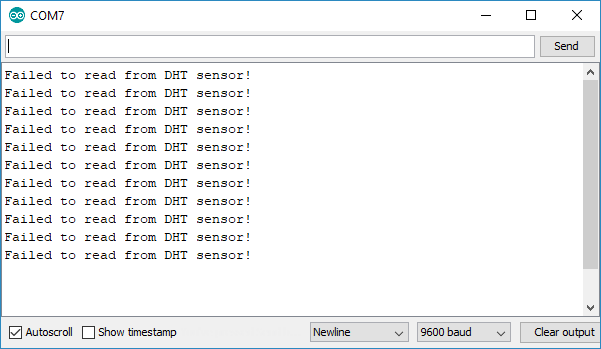 COM7
Send
Failed to read from DHT sensor!
Failed to read from DHT sensor!
Failed to read from DHT sensor!
Failed to read from DHT sensor!
Failed to read from DHT sensor!
Failed to read from DHT sensor!
Failed to read from DHT sensor!
Failed to read from DHT sensor!
Failed to read from DHT sensor!
Failed to read from DHT sensor!
Failed to read from DHT sensor!
Autoscroll Show timestamp Newline 9600 baud Clear output